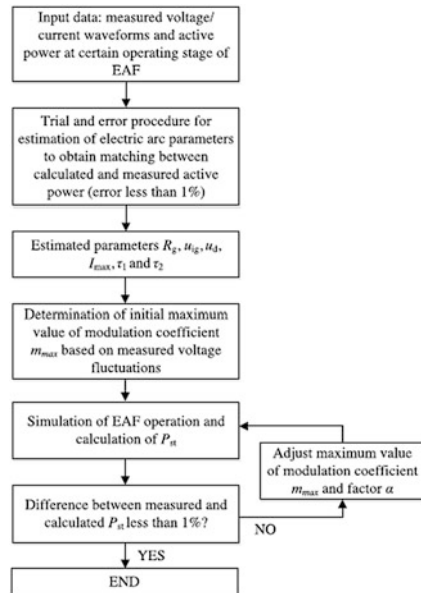 Input data: measured voltage/
current waveforms and active
power at certain operating stage of
EAF
Trial and error procedure for
estimation of electric arc parameters
to obtain matching between
calculated and measured active
power (error less than 1%)
Estimated parameters Rg, uig, ud,
Imax, τ1 and τ2
Determination of initial maximum
value of modulation coefficient
mmax based on measured voltage
fluctuations
Simulation of EAF operation and
calculation of Pst
Adjust maximum value
of modulation coefficient
mmax and factor α
Difference between measured and
calculated Pst less than 1%?
NO
YES
END